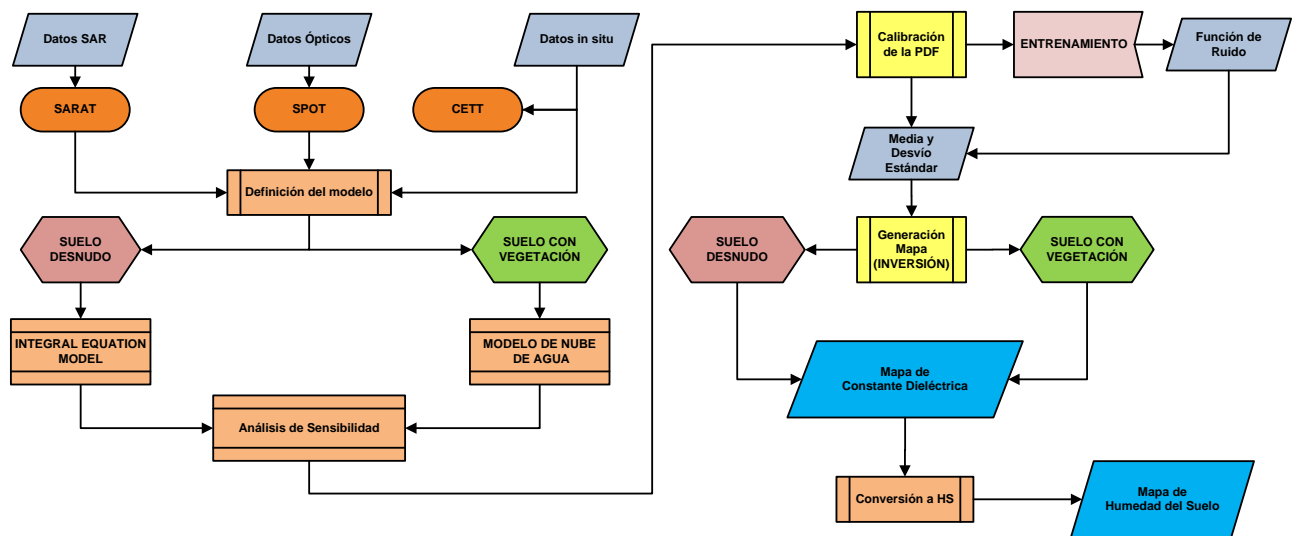 Datos SAR
Datos Ópticos
Datos in situ
SARAT
SPOT
CETT
Definición del modelo
SUELO
DESNUDO
SUELO CON
VEGETACIÓN
INTEGRAL EQUATION
MODEL
MODELO DE NUBE
DE AGUA
Análisis de Sensibilidad
Calibración
de la PDF
ENTRENAMIENTO
Función de
Ruido
Media y
Desvío
Estándar
SUELO
DESNUDO
Generación
Mapa
(INVERSIÓN)
SUELO CON
VEGETACIÓN
Mapa de
Constante Dieléctrica
Conversión a HS
Mapa de
Humedad del Suelo